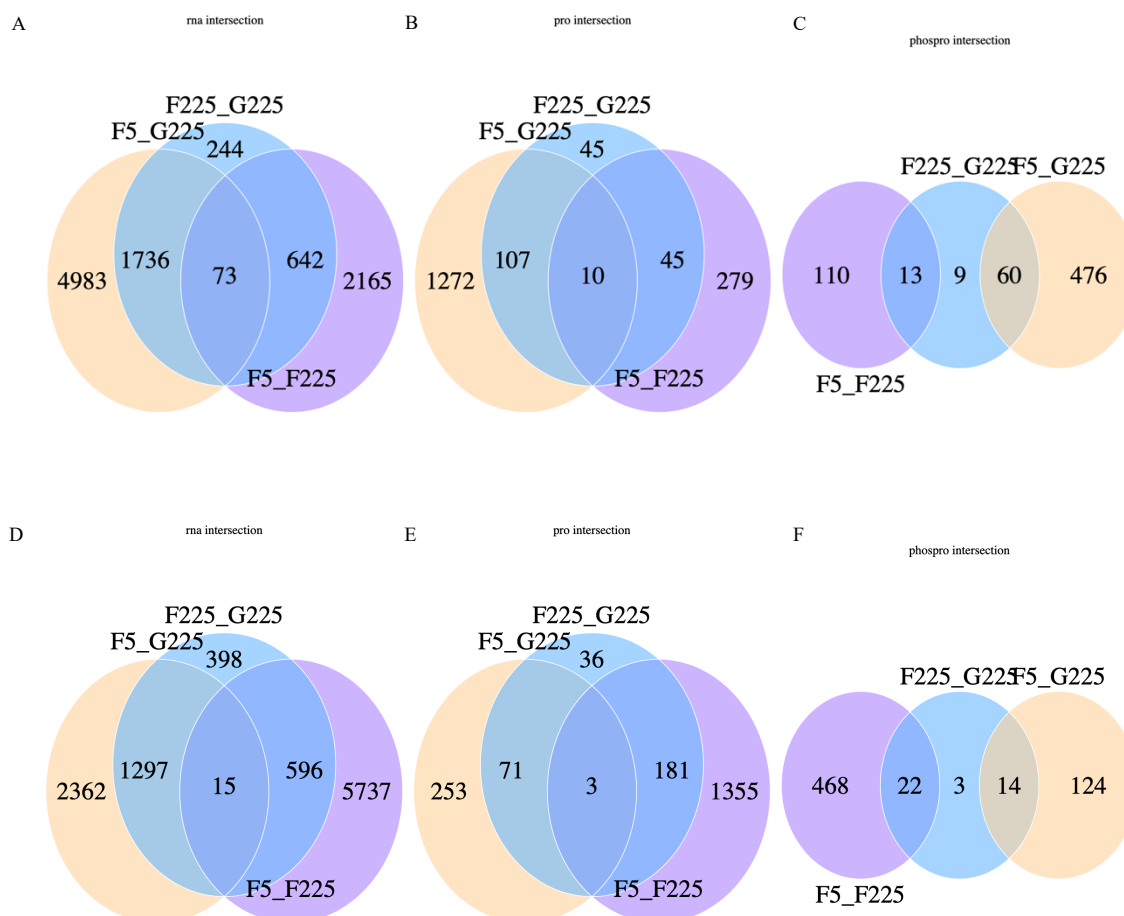 A
rna intersection
F225_G225
F5_G225
244
4983
1736
73
642
2165
F5_F225
B
pro intersection
F225_G225
F5_G225
45
1272
107
10
45
279
F5_F225
C
phospro intersection
F225_G225
F5_G225
110
13
9
60
476
F5_F225
D
rna intersection
F225_G225
F5_G225
398
2362
1297
15
596
5737
F5_F225
E
pro intersection
F225_G225
F5_G225
36
253
71
3
181
1355
F5_F225
F
phospro intersection
F225_G225
F5_G225
468
22
3
14
124
F5_F225